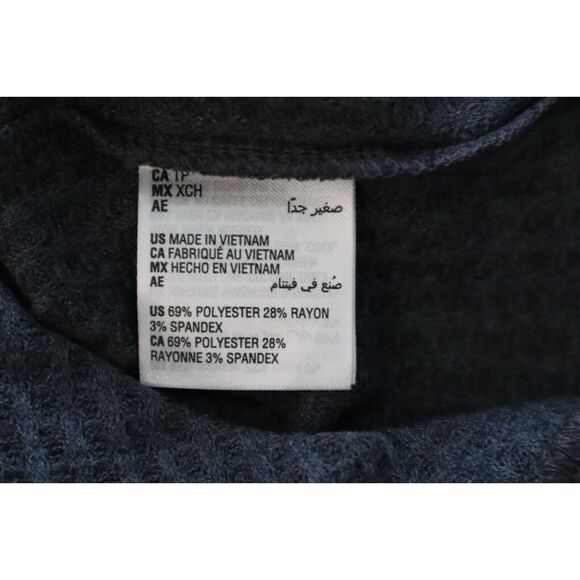 CA TP
MX XCH
AE صغير جدًا
US MADE IN VIETNAM
CA FABRIQUÉ AU VIETNAM
MX HECHO EN VIETNAM
AE صُنع في فيتنام
US 69% POLYESTER 28% RAYON
3% SPANDEX
CA 69% POLYESTER 28%
RAYONNE 3% SPANDEX